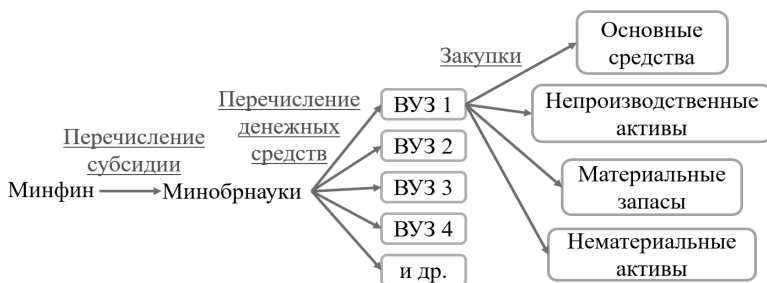 Минфин
Перечисление
субсидии
Минобрнауки
Перечисление
денежных
средств
ВУЗ 1
ВУЗ 2
ВУЗ 3
ВУЗ 4
и др.
Закупки
Основные
средства
Непроизводственные
активы
Материальные
запасы
Нематериальные
активы